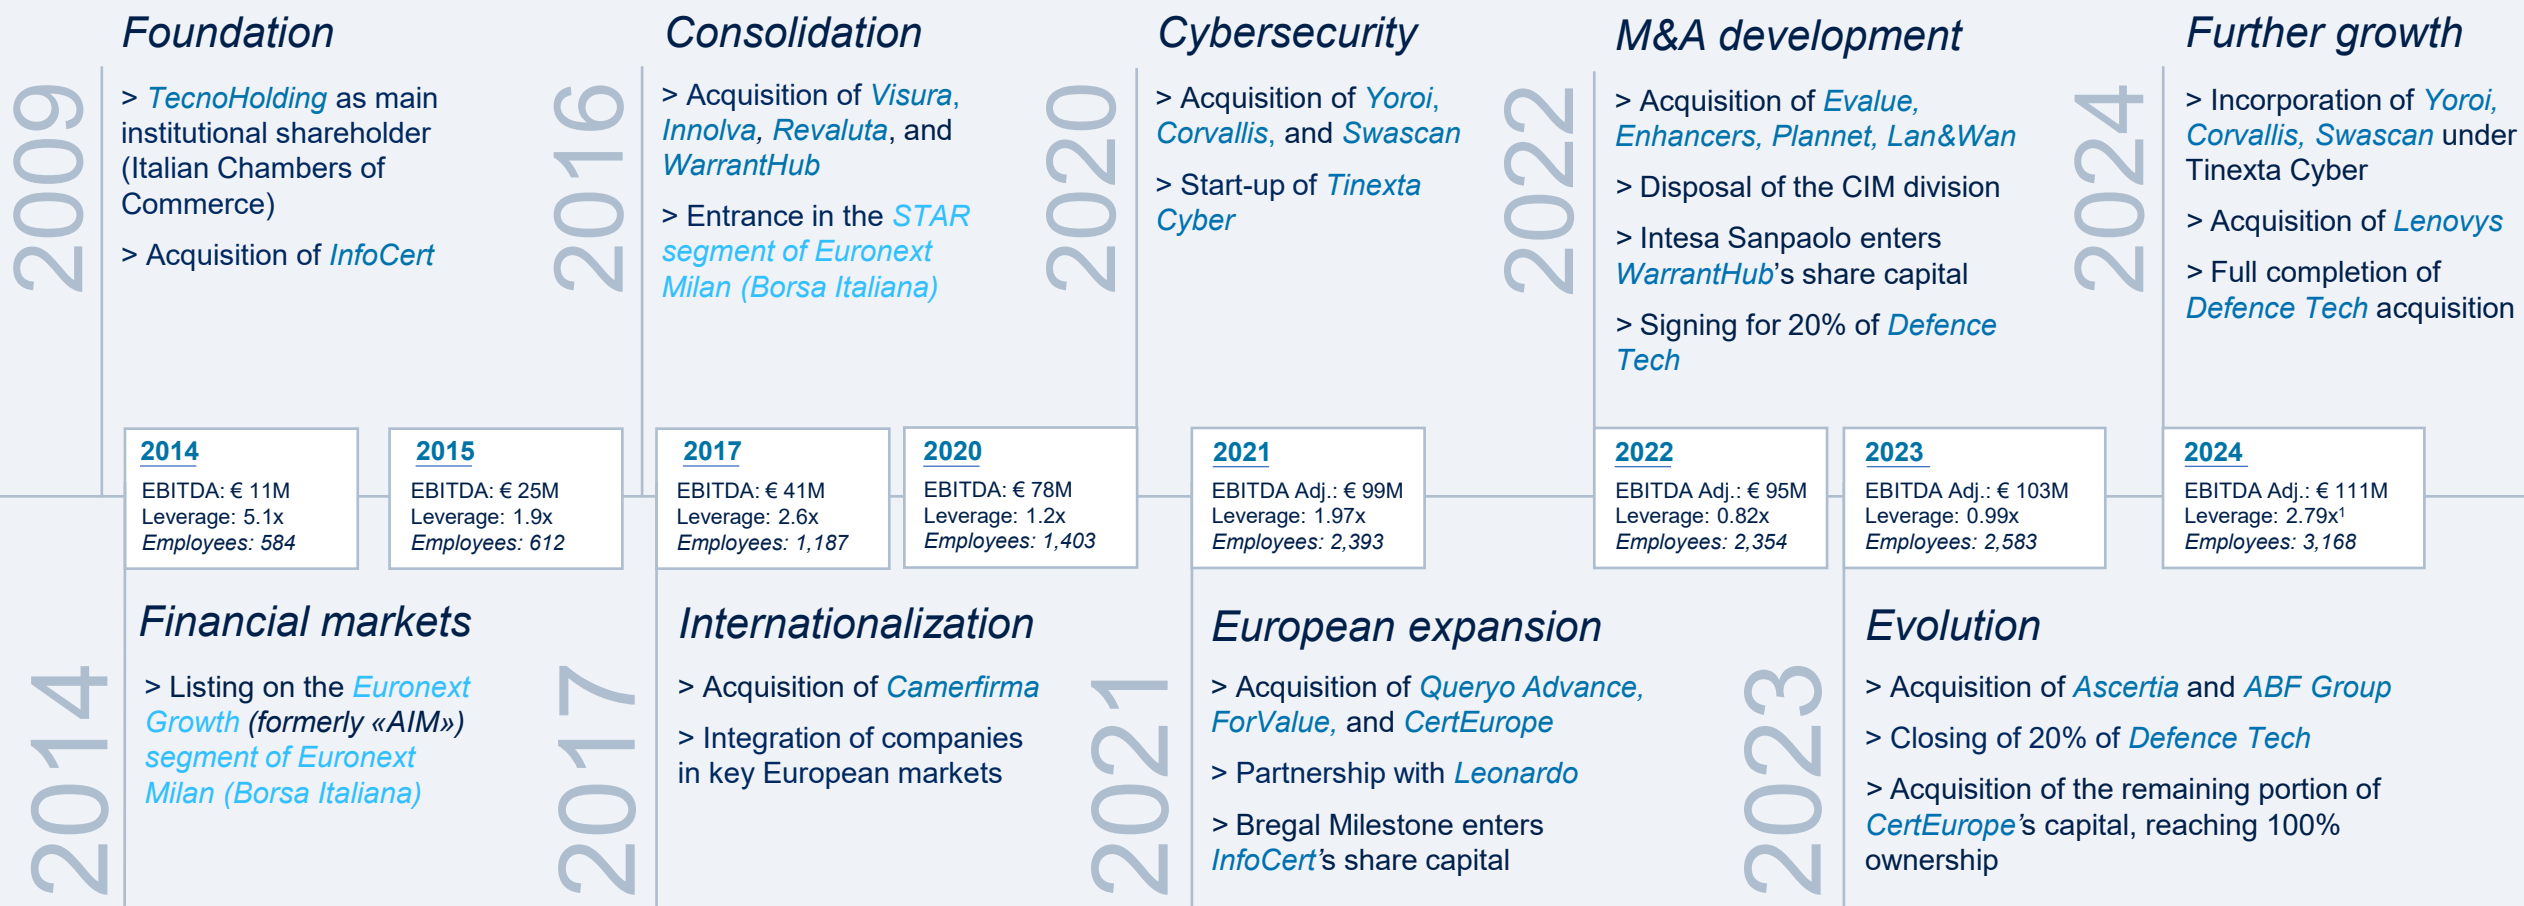 2009
Foundation
> TecnoHolding as main
institutional shareholder
(Italian Chambers of
Commerce)
> Acquisition of InfoCert
2016
Consolidation
> Acquisition of Visura,
Innolva, Revaluta, and
WarrantHub
> Entrance in the STAR
segment of Euronext
Milan (Borsa Italiana)
2020
Cybersecurity
> Acquisition of Yoroi,
Corvallis, and Swascan
> Start-up of Tinexta
Cyber
2022
M&A development
> Acquisition of Evalue,
Enhancers, Plannet, Lan&Wan
> Disposal of the CIM division
> Intesa Sanpaolo enters
WarrantHub's share capital
> Signing for 20% of Defence
Tech
2024
Further growth
> Incorporation of Yoroi,
Corvallis, Swascan under
Tinexta Cyber
> Acquisition of Lenovys
> Full completion of
Defence Tech acquisition
2014
EBITDA: € 11M
Leverage: 5.1x
Employees: 584
2015
EBITDA: € 25M
Leverage: 1.9x
Employees: 612
2017
EBITDA: € 41M
Leverage: 2.6x
Employees: 1,187
2020
EBITDA: € 78M
Leverage: 1.2x
Employees: 1,403
2021
EBITDA Adj.: € 99M
Leverage: 1.97x
Employees: 2,393
2022
EBITDA Adj.: € 95M
Leverage: 0.82x
Employees: 2,354
2023
EBITDA Adj.: € 103M
Leverage: 0.99x
Employees: 2,583
2024
EBITDA Adj.: € 111M
Leverage: 2.79x¹
Employees: 3,168
2014
Financial markets
> Listing on the Euronext
Growth (formerly «AIM»)
segment of Euronext
Milan (Borsa Italiana)
2017
Internationalization
> Acquisition of Camerfirma
> Integration of companies
in key European markets
2021
European expansion
> Acquisition of Queryo Advance,
ForValue, and CertEurope
> Partnership with Leonardo
> Bregal Milestone enters
InfoCert's share capital
2023
Evolution
> Acquisition of Ascertia and ABF Group
> Closing of 20% of Defence Tech
> Acquisition of the remaining portion of
CertEurope's capital, reaching 100%
ownership